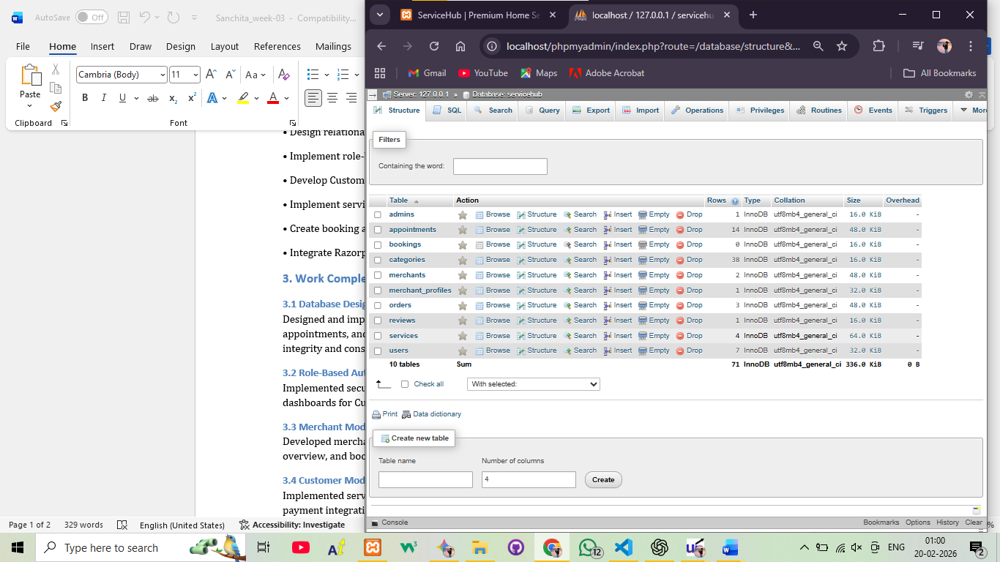 AutoSave Off Sanchita_week-03 - Compatibility...
File Home Insert Draw Design Layout References Mailings
Paste
Clipboard
Cambria (Body) 11
Font
• Design relationa
• Implement role-
• Develop Custom
• Implement servi
• Create booking a
• Integrate Razorp
3. Work Comple
3.1 Database Desig
Designed and imp
appointments, and
integrity and cons
3.2 Role-Based Aut
Implemented secu
dashboards for Cu
3.3 Merchant Mod
Developed mercha
overview, and boo
3.4 Customer Mod
Implemented serv
payment integrati
Page 1 of 2 329 words English (United States) Accessibility: Investigate
ServiceHub | Premium Home Se
localhost / 127.0.0.1 / servicehu
localhost/phpmyadmin/index.php?route=/database/structure&...
Gmail YouTube Maps Adobe Acrobat All Bookmarks
Server: 127.0.0.1 » Database: servicehub
Structure SQL Search Query Export Import Operations Privileges Routines Events Triggers More
Filters
Containing the word:
Table Action Rows Type Collation Size Overhead
admins Browse Structure Search Insert Empty Drop 1 InnoDB utf8mb4_general_ci 16.0 KiB -
appointments Browse Structure Search Insert Empty Drop 14 InnoDB utf8mb4_general_ci 48.0 KiB -
bookings Browse Structure Search Insert Empty Drop 0 InnoDB utf8mb4_general_ci 16.0 KiB -
categories Browse Structure Search Insert Empty Drop 38 InnoDB utf8mb4_general_ci 16.0 KiB -
merchants Browse Structure Search Insert Empty Drop 2 InnoDB utf8mb4_general_ci 48.0 KiB -
merchant_profiles Browse Structure Search Insert Empty Drop 1 InnoDB utf8mb4_general_ci 32.0 KiB -
orders Browse Structure Search Insert Empty Drop 3 InnoDB utf8mb4_general_ci 48.0 KiB -
reviews Browse Structure Search Insert Empty Drop 1 InnoDB utf8mb4_general_ci 16.0 KiB -
services Browse Structure Search Insert Empty Drop 4 InnoDB utf8mb4_general_ci 64.0 KiB -
users Browse Structure Search Insert Empty Drop 7 InnoDB utf8mb4_general_ci 32.0 KiB -
10 tables Sum 71 InnoDB utf8mb4_general_ci 336.0 KiB 0 B
Check all With selected:
Print Data dictionary
Create new table
Table name Number of columns
4 Create
Console Bookmarks Options History Clear
%
Type here to search
12
ENG
01:00
20-02-2026
2